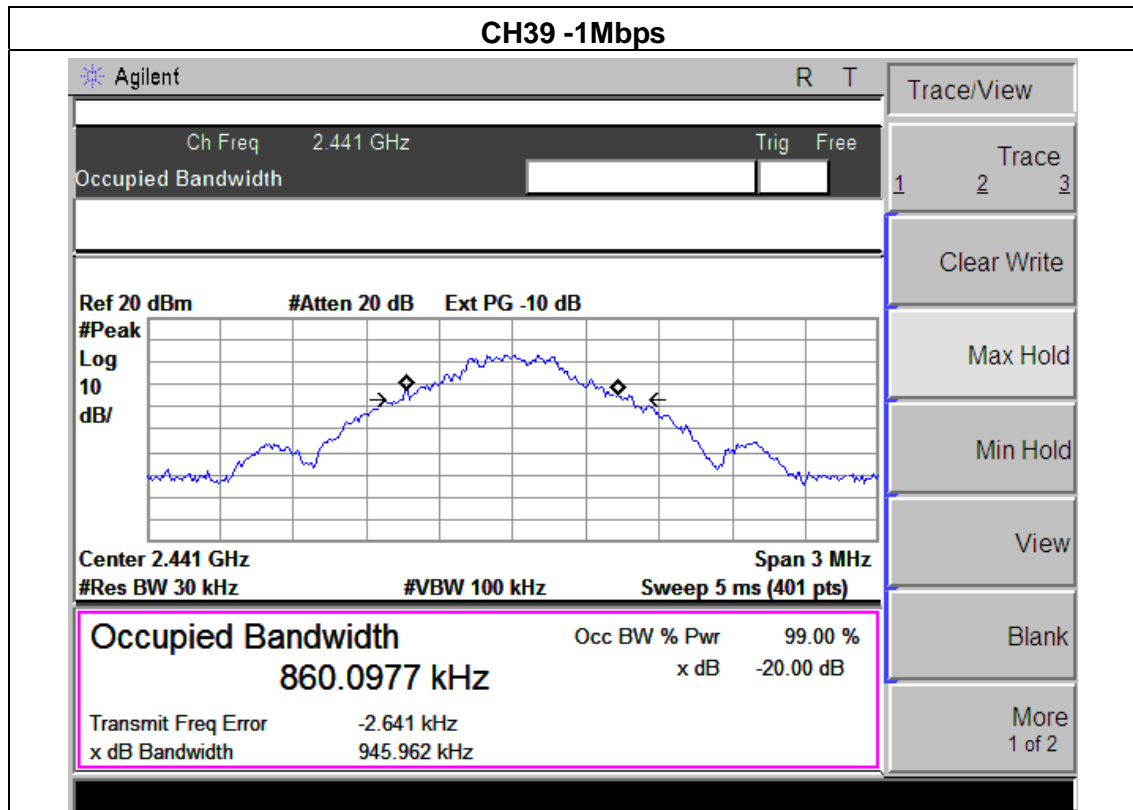 CH39 -1Mbps
Agilent R T
Ch Freq 2.441 GHz Trig Free
Occupied Bandwidth
Ref 20 dBm #Atten 20 dB Ext PG -10 dB
#Peak
Log
10
dB/
Center 2.441 GHz Span 3 MHz
#Res BW 30 kHz #VBW 100 kHz Sweep 5 ms (401 pts)
Occupied Bandwidth Occ BW % Pwr 99.00 %
860.0977 kHz x dB -20.00 dB
Transmit Freq Error -2.641 kHz
x dB Bandwidth 945.962 kHz
Trace/View
Trace
1 2 3
Clear Write
Max Hold
Min Hold
View
Blank
More
1 of 2